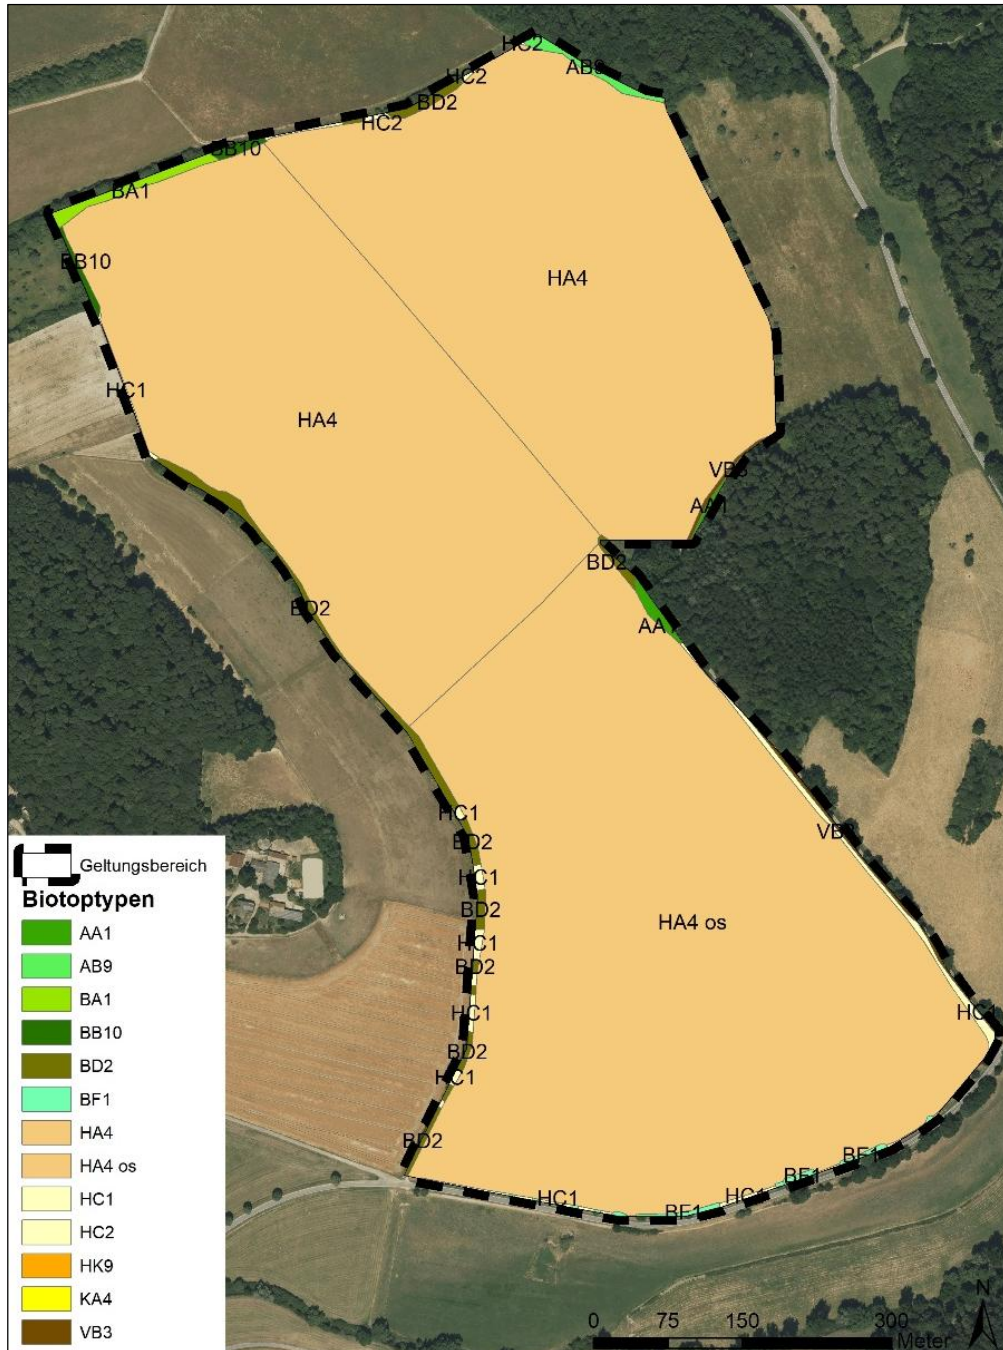 HC2
AB9
HC2
BD2
HC2
BB10
BA1
BB10
HA4
HC1
HA4
VB3
AA1
BD2
BD2
AA
HC1
BD2
VB3
HC1
BD2
HA4 os
HC1
BD2
HC1
HC1
BD2
HC1
BD2
BF1
BF1
HC1
HC1
BF1
Geltungsbereich
Biotoptypen
AA1
AB9
BA1
BB10
BD2
BF1
HA4
HA4 os
HC1
HC2
HK9
KA4
VB3
N
0 75 150 300
Meter